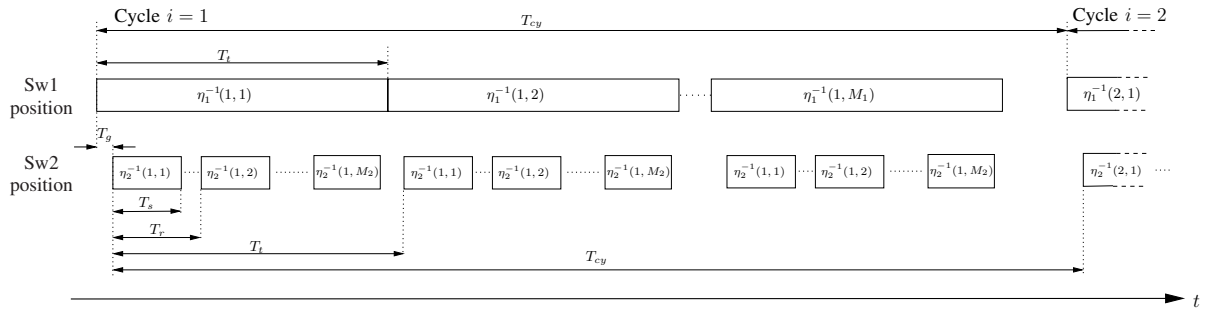 Cycle i = 1
T_cy
Cycle i = 2
T_t
Sw1 position
η_1^{-1}(1, 1)
η_1^{-1}(1, 2)
η_1^{-1}(1, M_1)
η_1^{-1}(2, 1)
T_g
Sw2 position
η_2^{-1}(1, 1)
η_2^{-1}(1, 2)
η_2^{-1}(1, M_2)
η_2^{-1}(1, 1)
η_2^{-1}(1, 2)
η_2^{-1}(1, M_2)
η_2^{-1}(1, 1)
η_2^{-1}(1, 2)
η_2^{-1}(1, M_2)
η_2^{-1}(2, 1)
T_s
T_r
T_t
T_cy
t